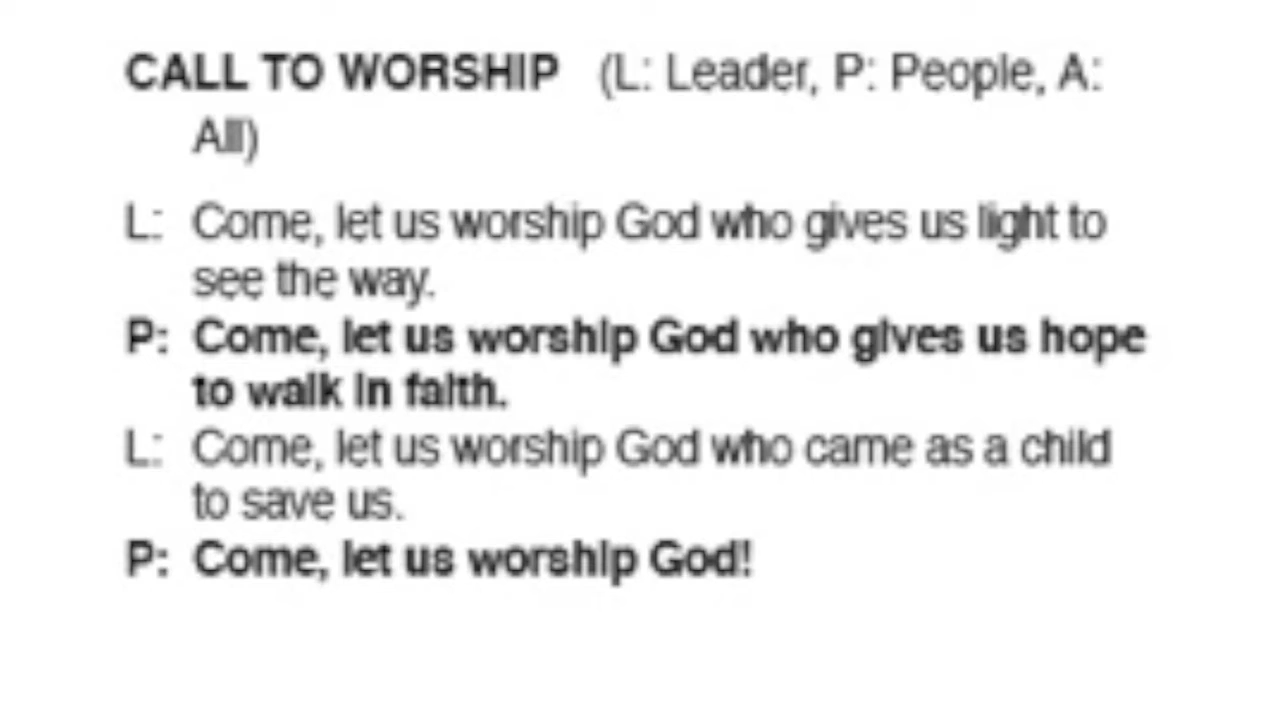 CALL TO WORSHIP (L: Leader, P: People, A:
All)
L: Come, let us worship God who gives us light to
see the way.
P: Come, let us worship God who gives us hope
to walk in faith.
L: Come, let us worship God who came as a child
to save us.
P: Come, let us worship God!